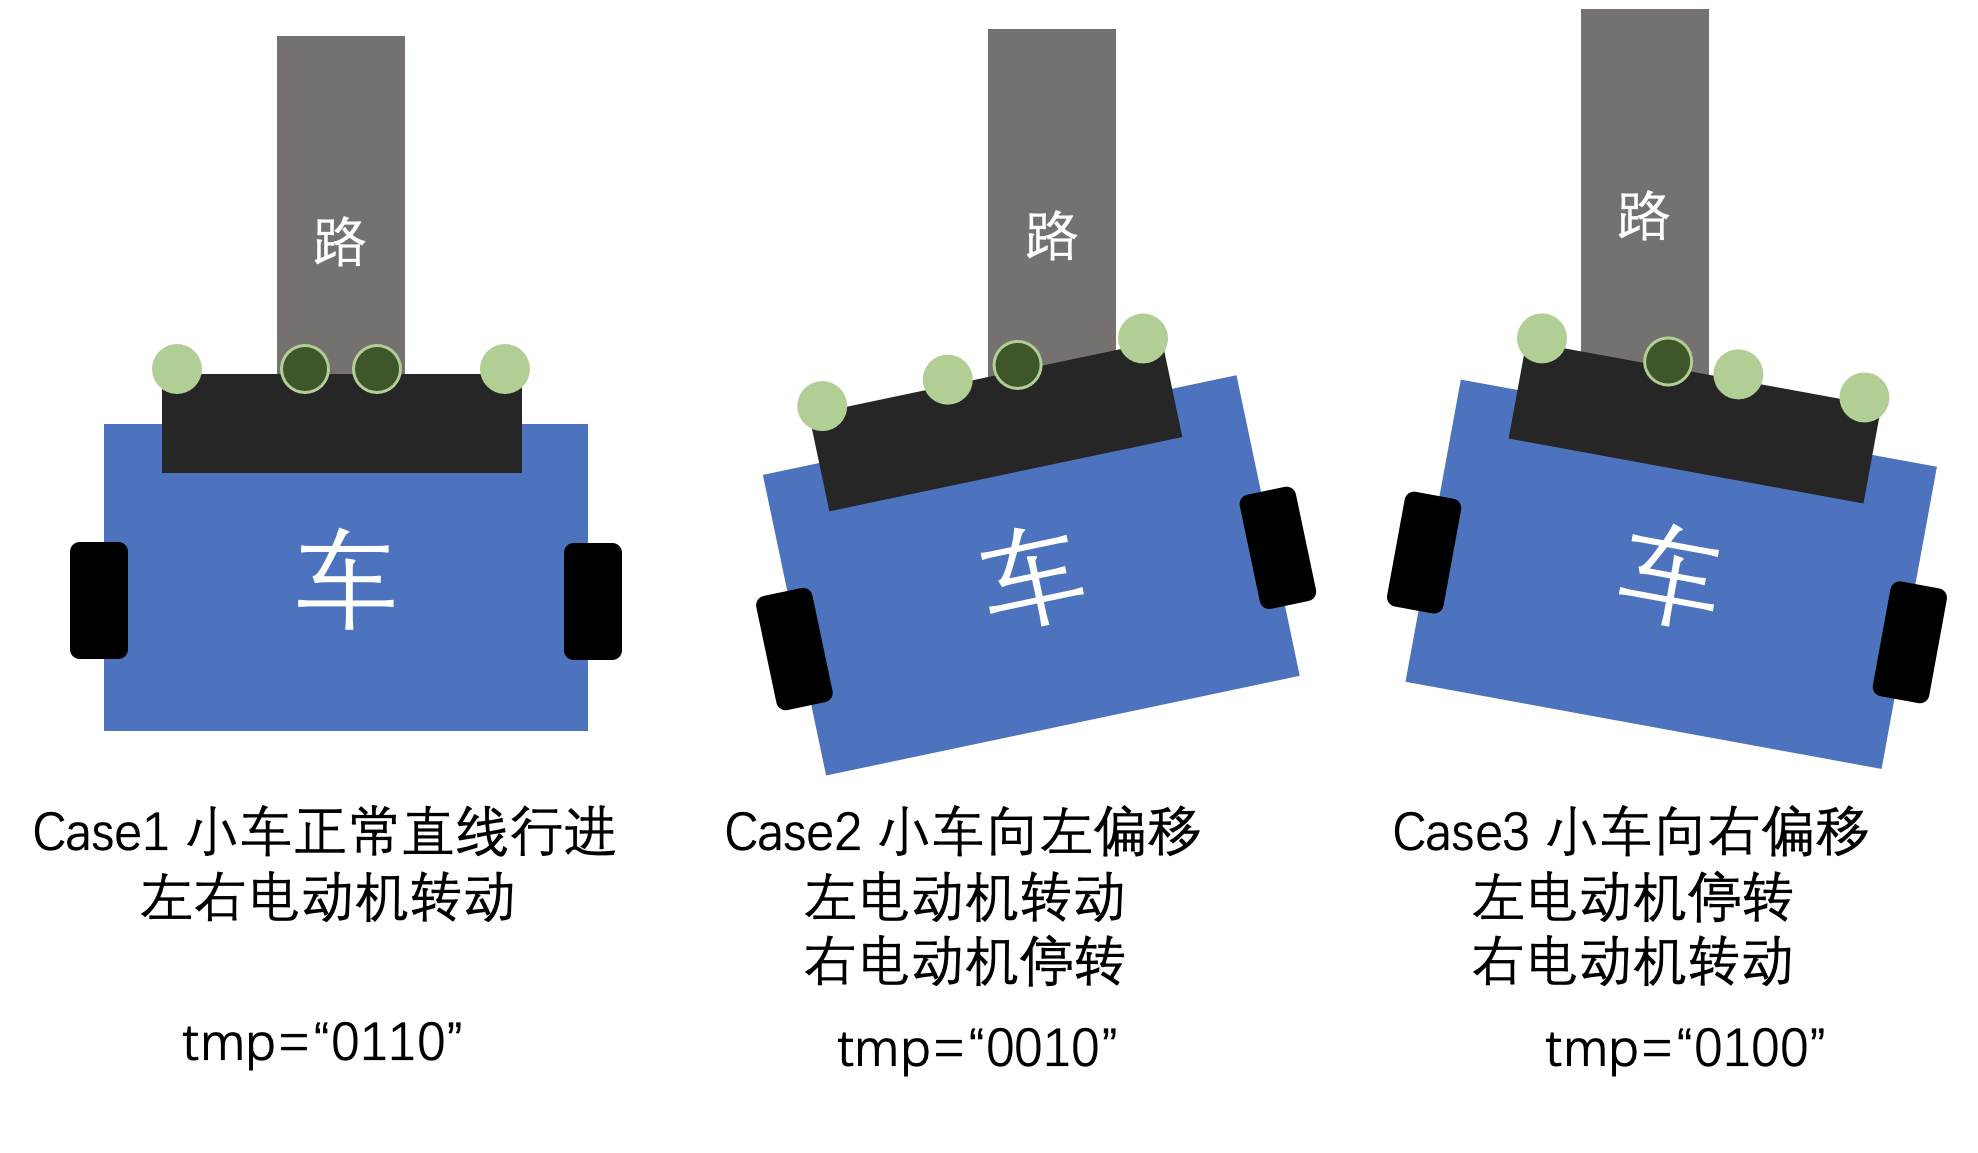 路
车
Case1 小车正常直线行进
左右电动机转动
tmp=“0110”
路
车
Case2 小车向左偏移
左电动机转动
右电动机停转
tmp=“0010”
路
车
Case3 小车向右偏移
左电动机停转
右电动机转动
tmp=“0100”